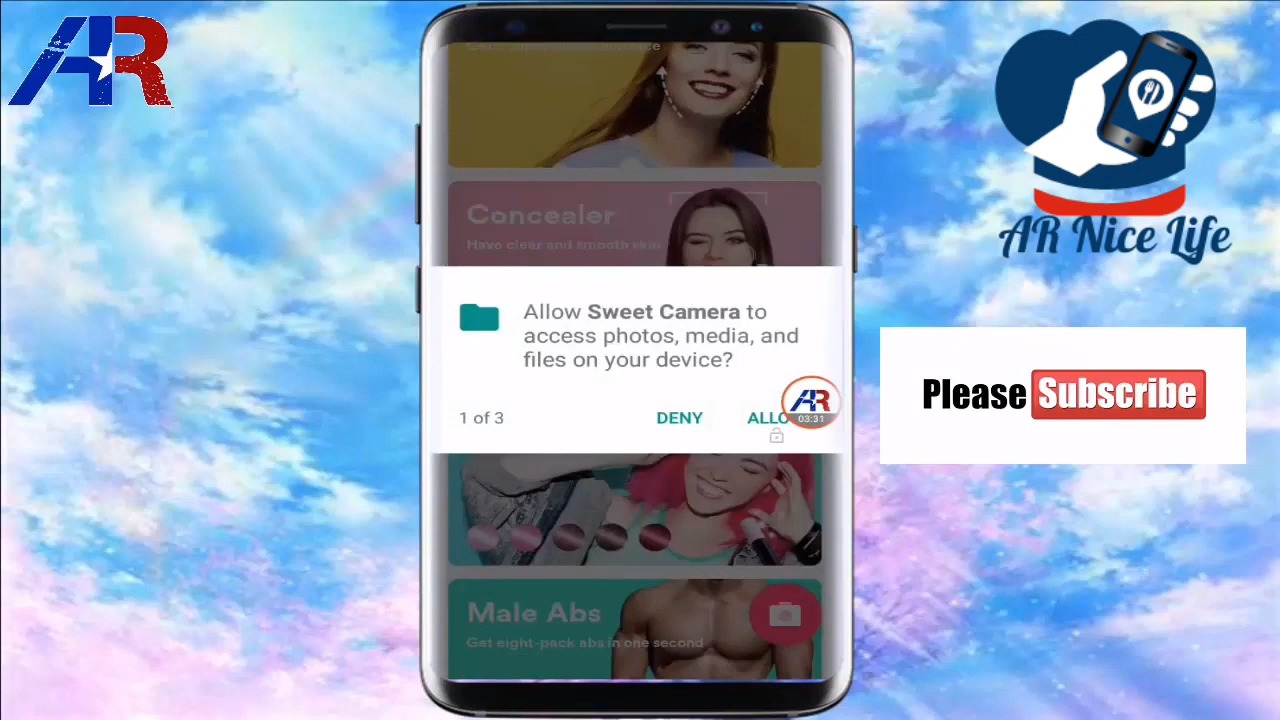 AR
AR Nice Life
Concealer
Have clear and smooth skin
Allow Sweet Camera to
access photos, media, and
files on your device?
1 of 3
DENY
AR
03:31
Please Subscribe
Male Abs
Get eight-pack abs in one second